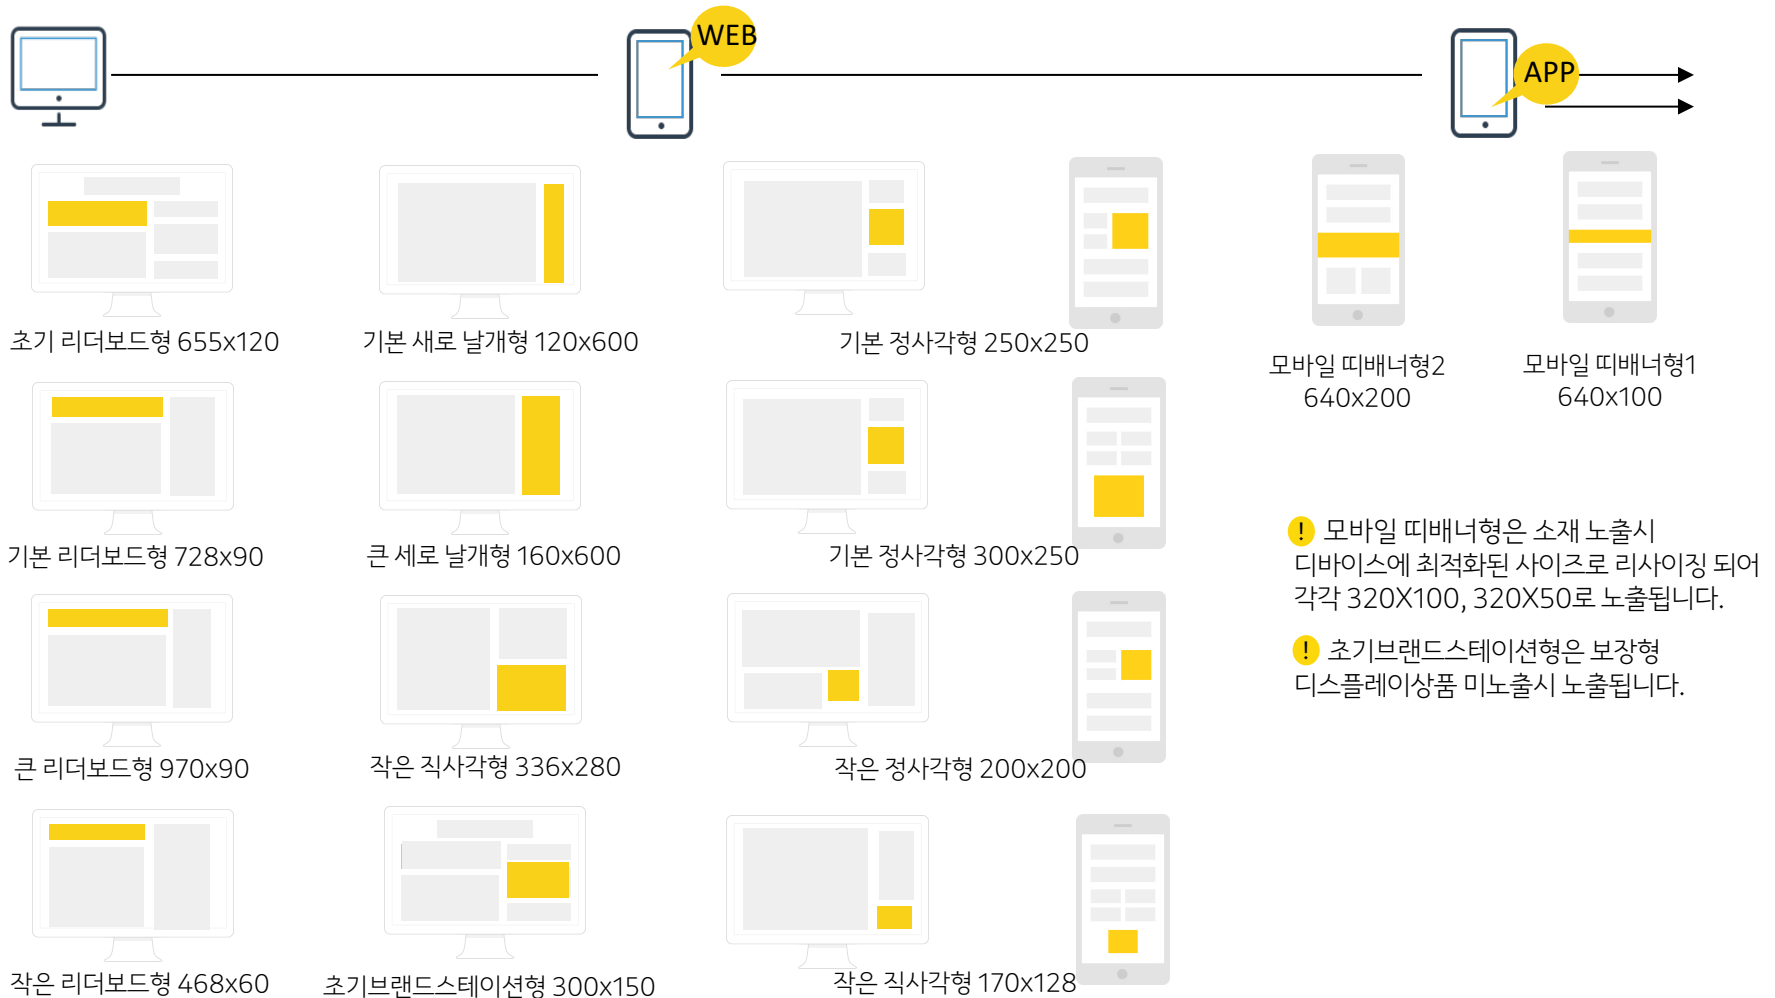 WEB
APP
초기 리더보드형 655x120
기본 새로 날개형 120x600
기본 정사각형 250x250
모바일 띠배너형2
640x200
모바일 띠배너형1
640x100
기본 리더보드형 728x90
큰 세로 날개형 160x600
기본 정사각형 300x250
! 모바일 띠배너형은 소재 노출시
디바이스에 최적화된 사이즈로 리사이징 되어
각각 320X100, 320X50로 노출됩니다.
! 초기브랜드스테이션형은 보장형
디스플레이상품 미노출시 노출됩니다.
큰 리더보드형 970x90
작은 직사각형 336x280
작은 정사각형 200x200
작은 리더보드형 468x60
초기브랜드스테이션형 300x150
작은 직사각형 170x128